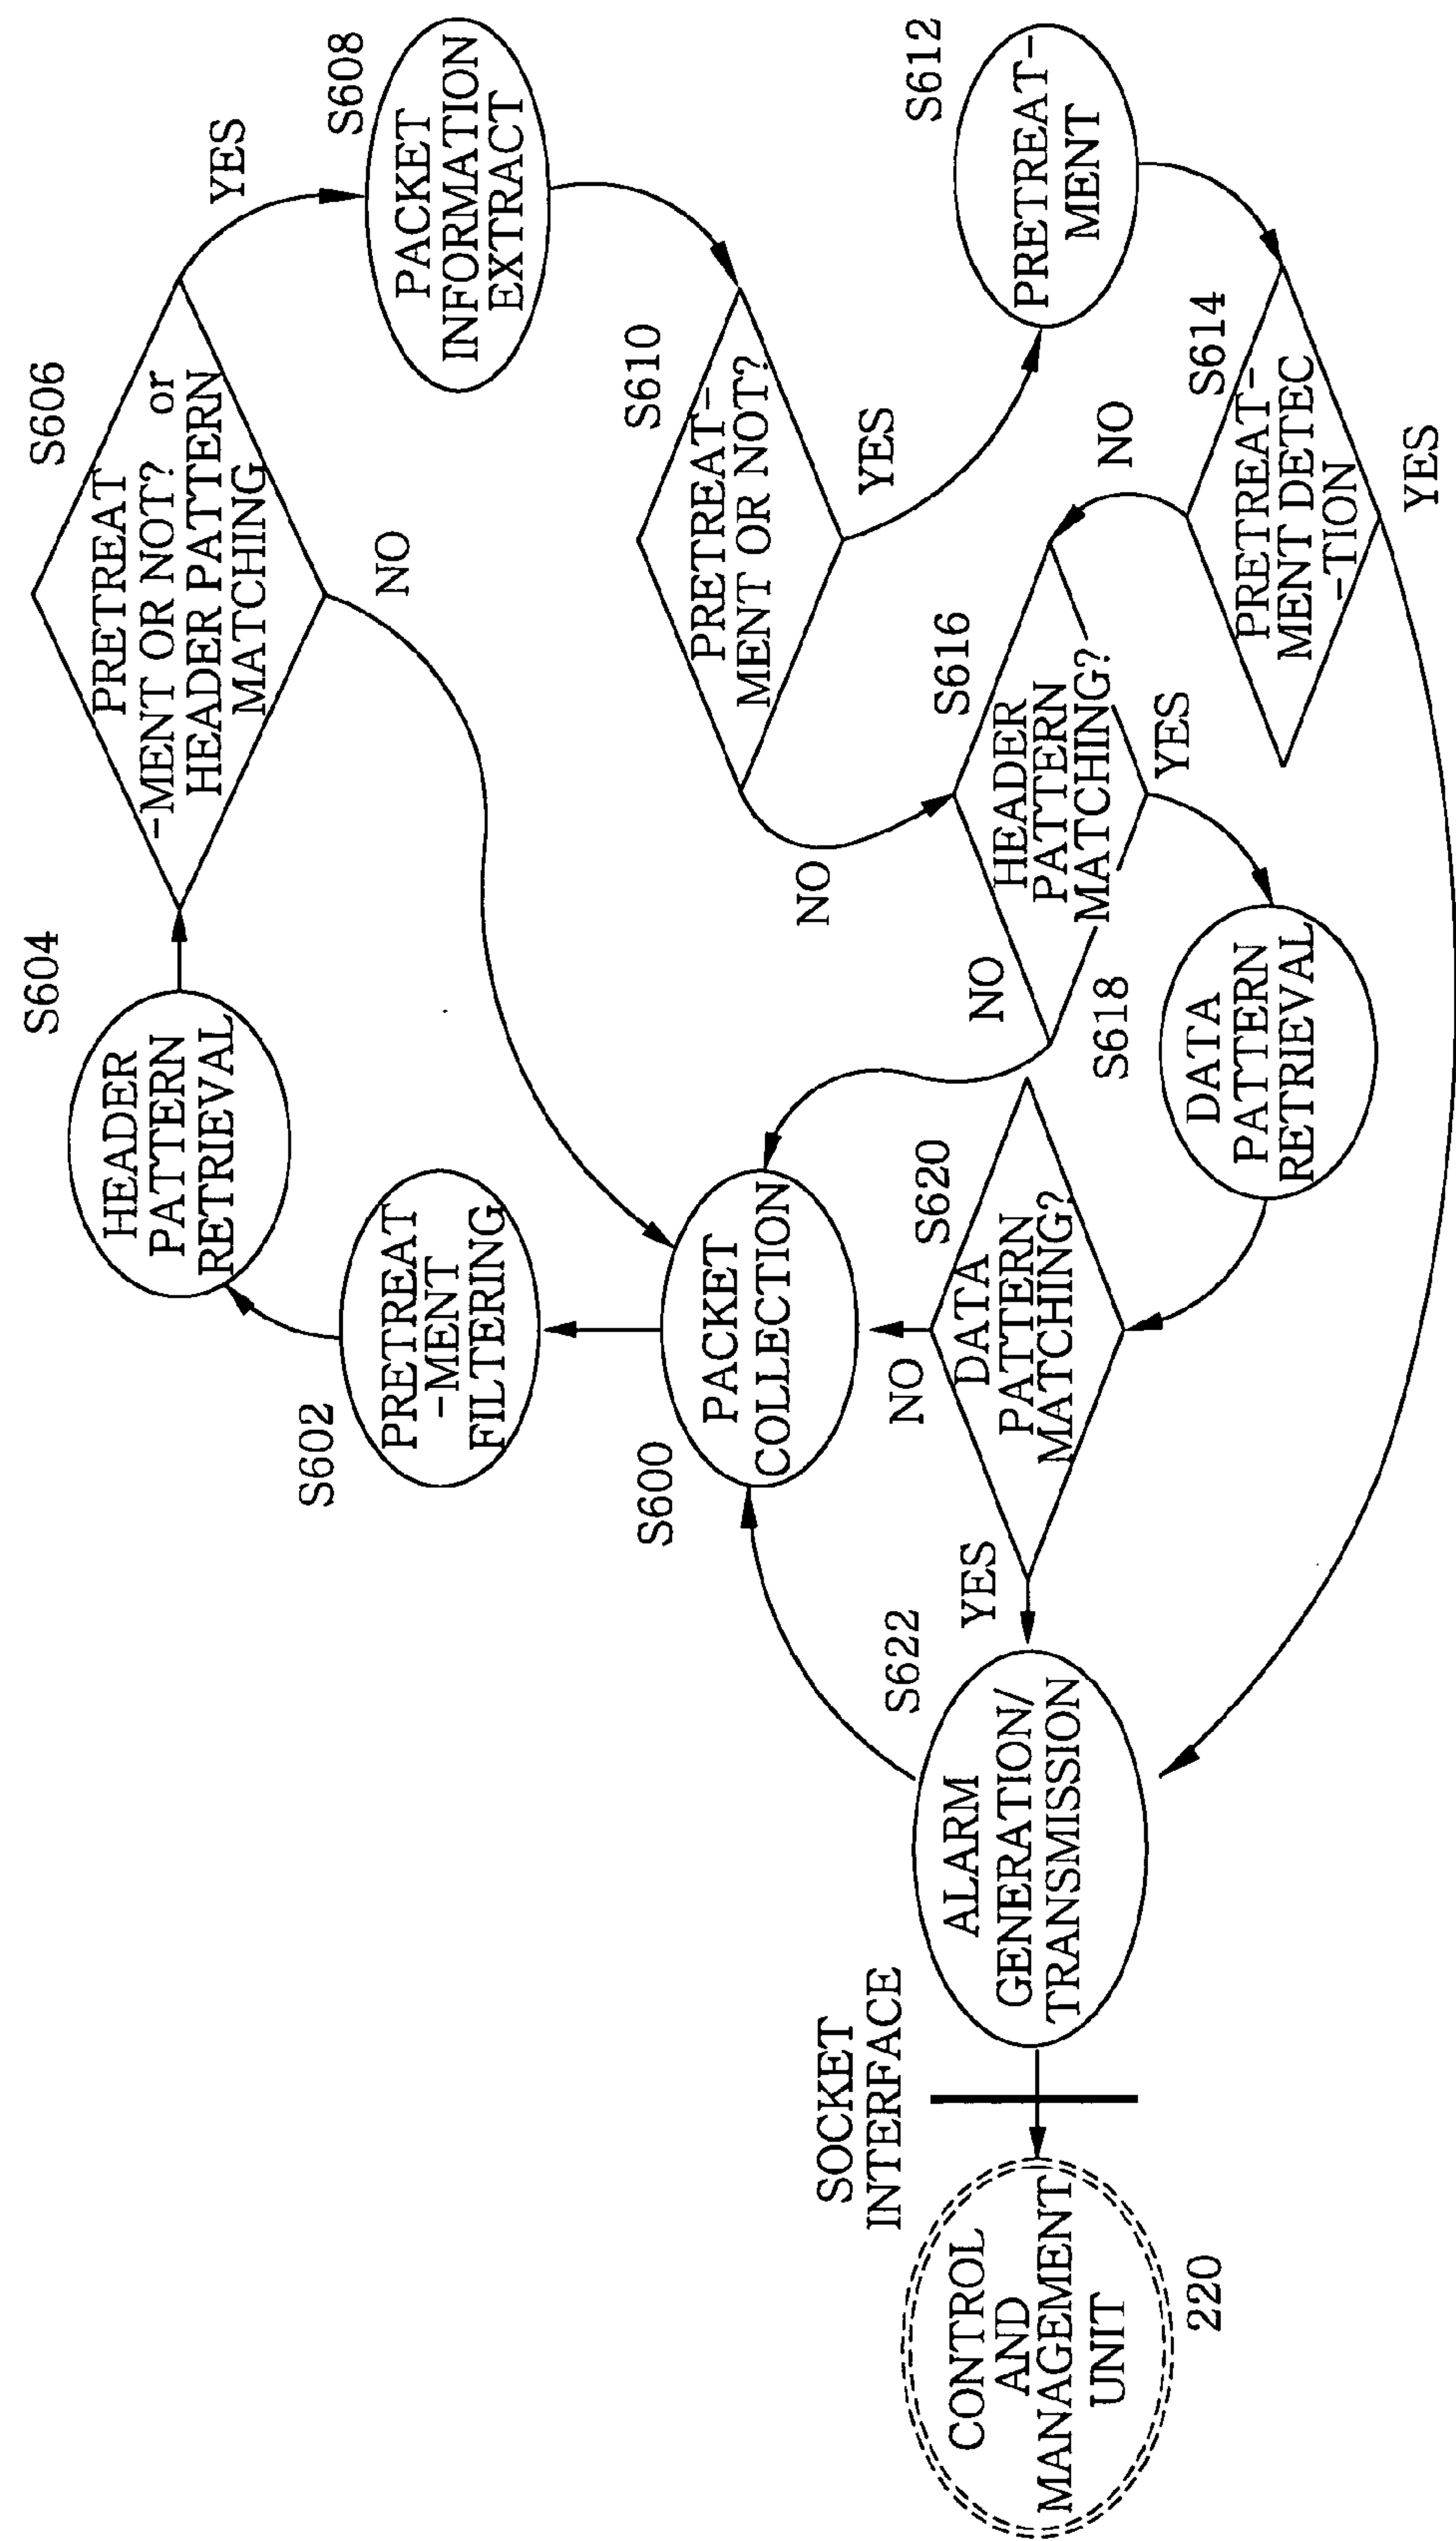 S604
HEADER
PATTERN
RETRIEVAL
S606
PRETREAT
-MENT OR NOT? or
HEADER PATTERN
MATCHING
YES
NO
S608
PACKET
INFORMATION
EXTRACT
S602
PRETREAT
-MENT
FILTERING
S600
PACKET
COLLECTION
S610
PRETREAT-
MENT OR NOT?
NO
YES
S612
PRETREAT-
MENT
SOCKET
INTERFACE
CONTROL
AND
MANAGEMENT
UNIT
220
S622
ALARM
GENERATION/
TRANSMISSION
YES
NO
S620
DATA
PATTERN
MATCHING?
NO
S616
HEADER
PATTERN
MATCHING?
YES
NO
S618
DATA
PATTERN
RETRIEVAL
S614
PRETREAT-
MENT DETEC
-TION
YES